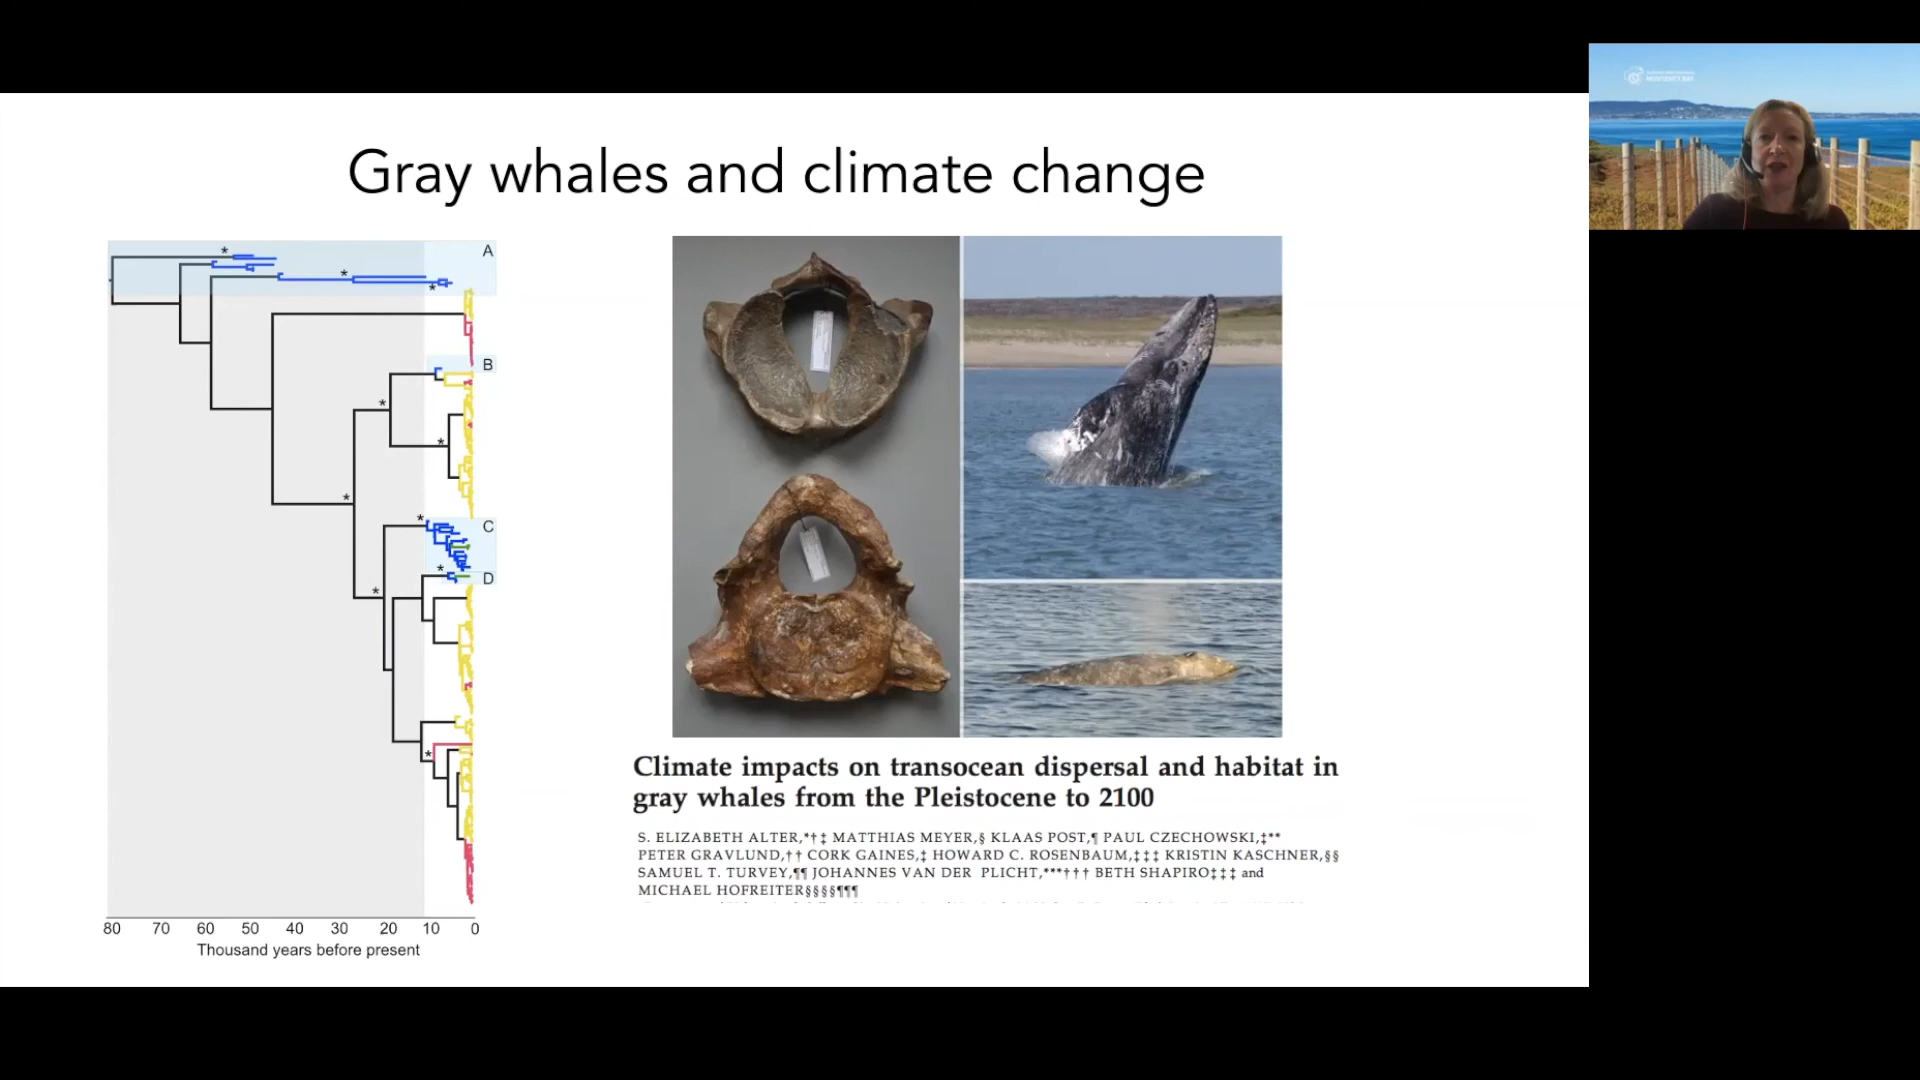 Gray whales and climate change
A
B
C
D
80 70 60 50 40 30 20 10 0
Thousand years before present
Climate impacts on transocean dispersal and habitat in
gray whales from the Pleistocene to 2100
S. ELIZABETH ALTER,*†‡ MATTHIAS MEYER,§ KLAAS POST,¶ PAUL CZECHOWSKI,‡**
PETER GRAVLUND,†† CORK GAINES,‡ HOWARD C. ROSENBAUM,‡‡‡ KRISTIN KASCHNER,§§
SAMUEL T. TURVEY,¶¶ JOHANNES VAN DER PLICHT,***††† BETH SHAPIRO‡‡‡ and
MICHAEL HOFREITER§§§§¶¶¶
MONTEREY BAY